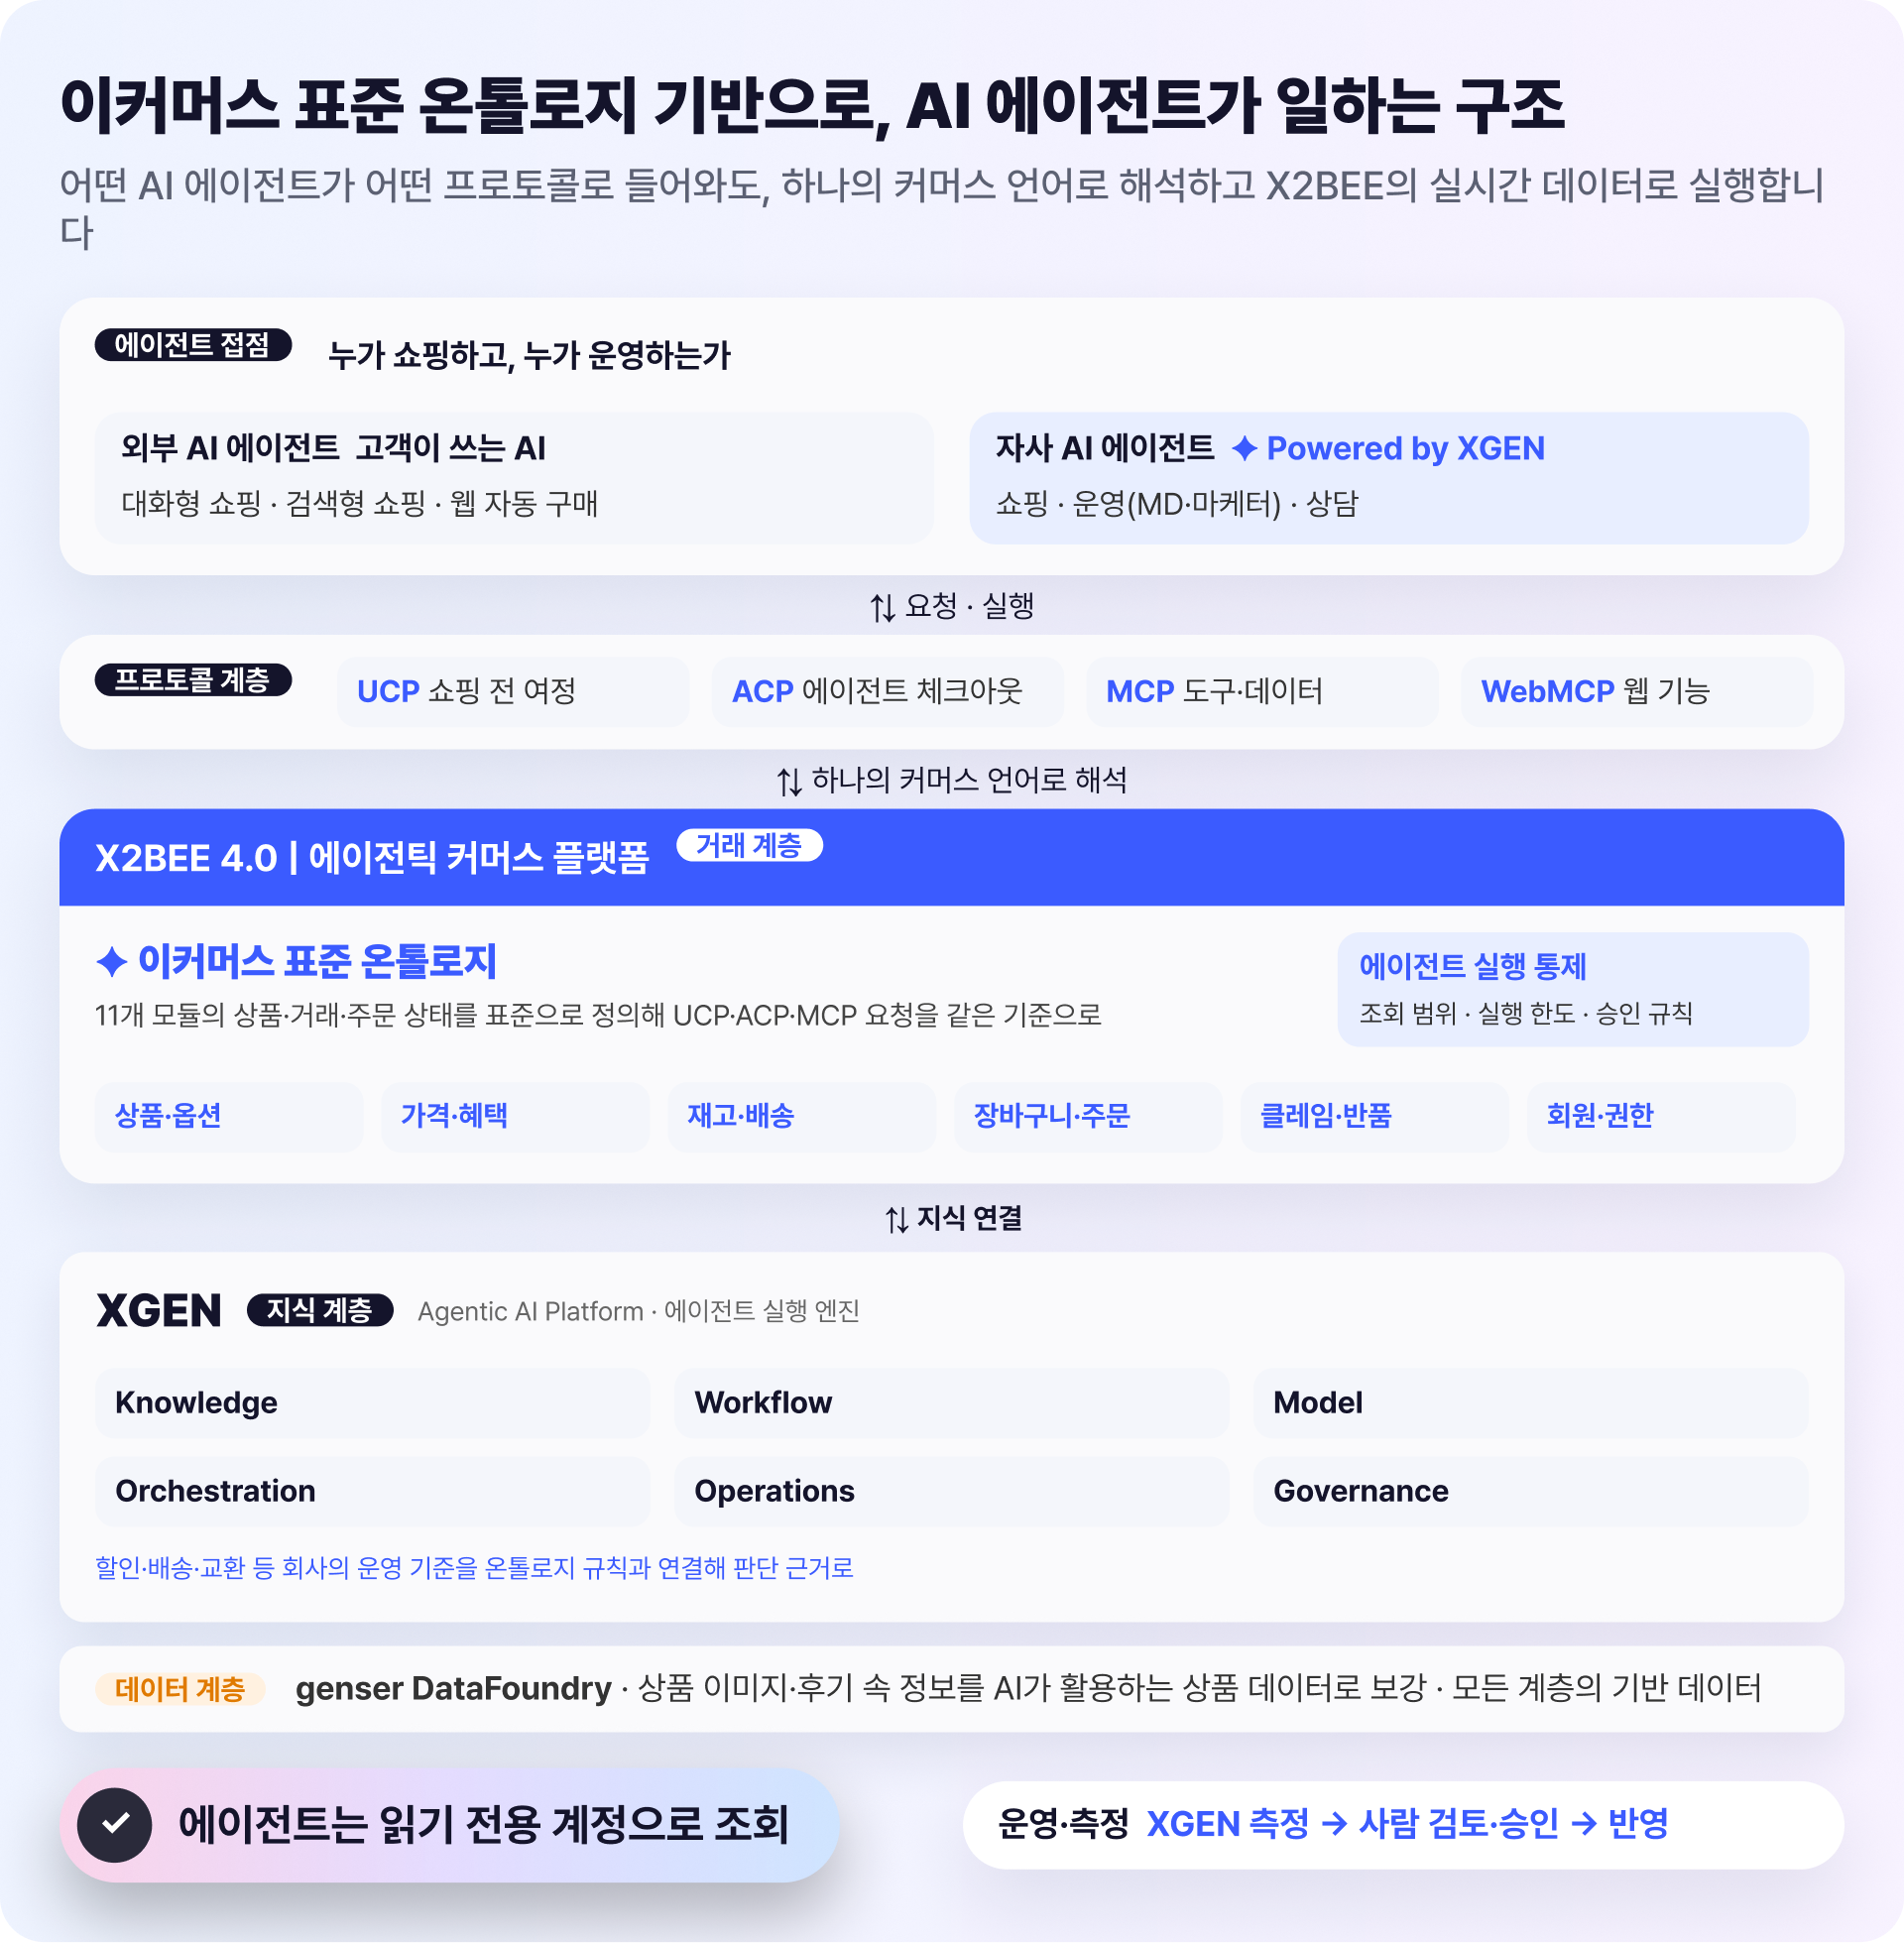 이커머스 표준 온톨로지 기반으로, AI 에이전트가 일하는 구조
어떤 AI 에이전트가 어떤 프로토콜로 들어와도, 하나의 커머스 언어로 해석하고 X2BEE의 실시간 데이터로 실행합니
다
에이전트 접점 누가 쇼핑하고, 누가 운영하는가
외부 AI 에이전트 고객이 쓰는 AI
대화형 쇼핑 · 검색형 쇼핑 · 웹 자동 구매
자사 AI 에이전트 ✦ Powered by XGEN
쇼핑 · 운영(MD·마케터) · 상담
⇅ 요청 · 실행
프로토콜 계층 UCP 쇼핑 전 여정 ACP 에이전트 체크아웃 MCP 도구·데이터 WebMCP 웹 기능
⇅ 하나의 커머스 언어로 해석
X2BEE 4.0 | 에이전틱 커머스 플랫폼 거래 계층
✦ 이커머스 표준 온톨로지
11개 모듈의 상품·거래·주문 상태를 표준으로 정의해 UCP·ACP·MCP 요청을 같은 기준으로
에이전트 실행 통제
조회 범위 · 실행 한도 · 승인 규칙
상품·옵션 가격·혜택 재고·배송 장바구니·주문 클레임·반품 회원·권한
⇅ 지식 연결
XGEN 지식 계층 Agentic AI Platform · 에이전트 실행 엔진
Knowledge Workflow Model
Orchestration Operations Governance
할인·배송·교환 등 회사의 운영 기준을 온톨로지 규칙과 연결해 판단 근거로
데이터 계층 genser DataFoundry · 상품 이미지·후기 속 정보를 AI가 활용하는 상품 데이터로 보강 · 모든 계층의 기반 데이터
에이전트는 읽기 전용 계정으로 조회
운영·측정 XGEN 측정 → 사람 검토·승인 → 반영